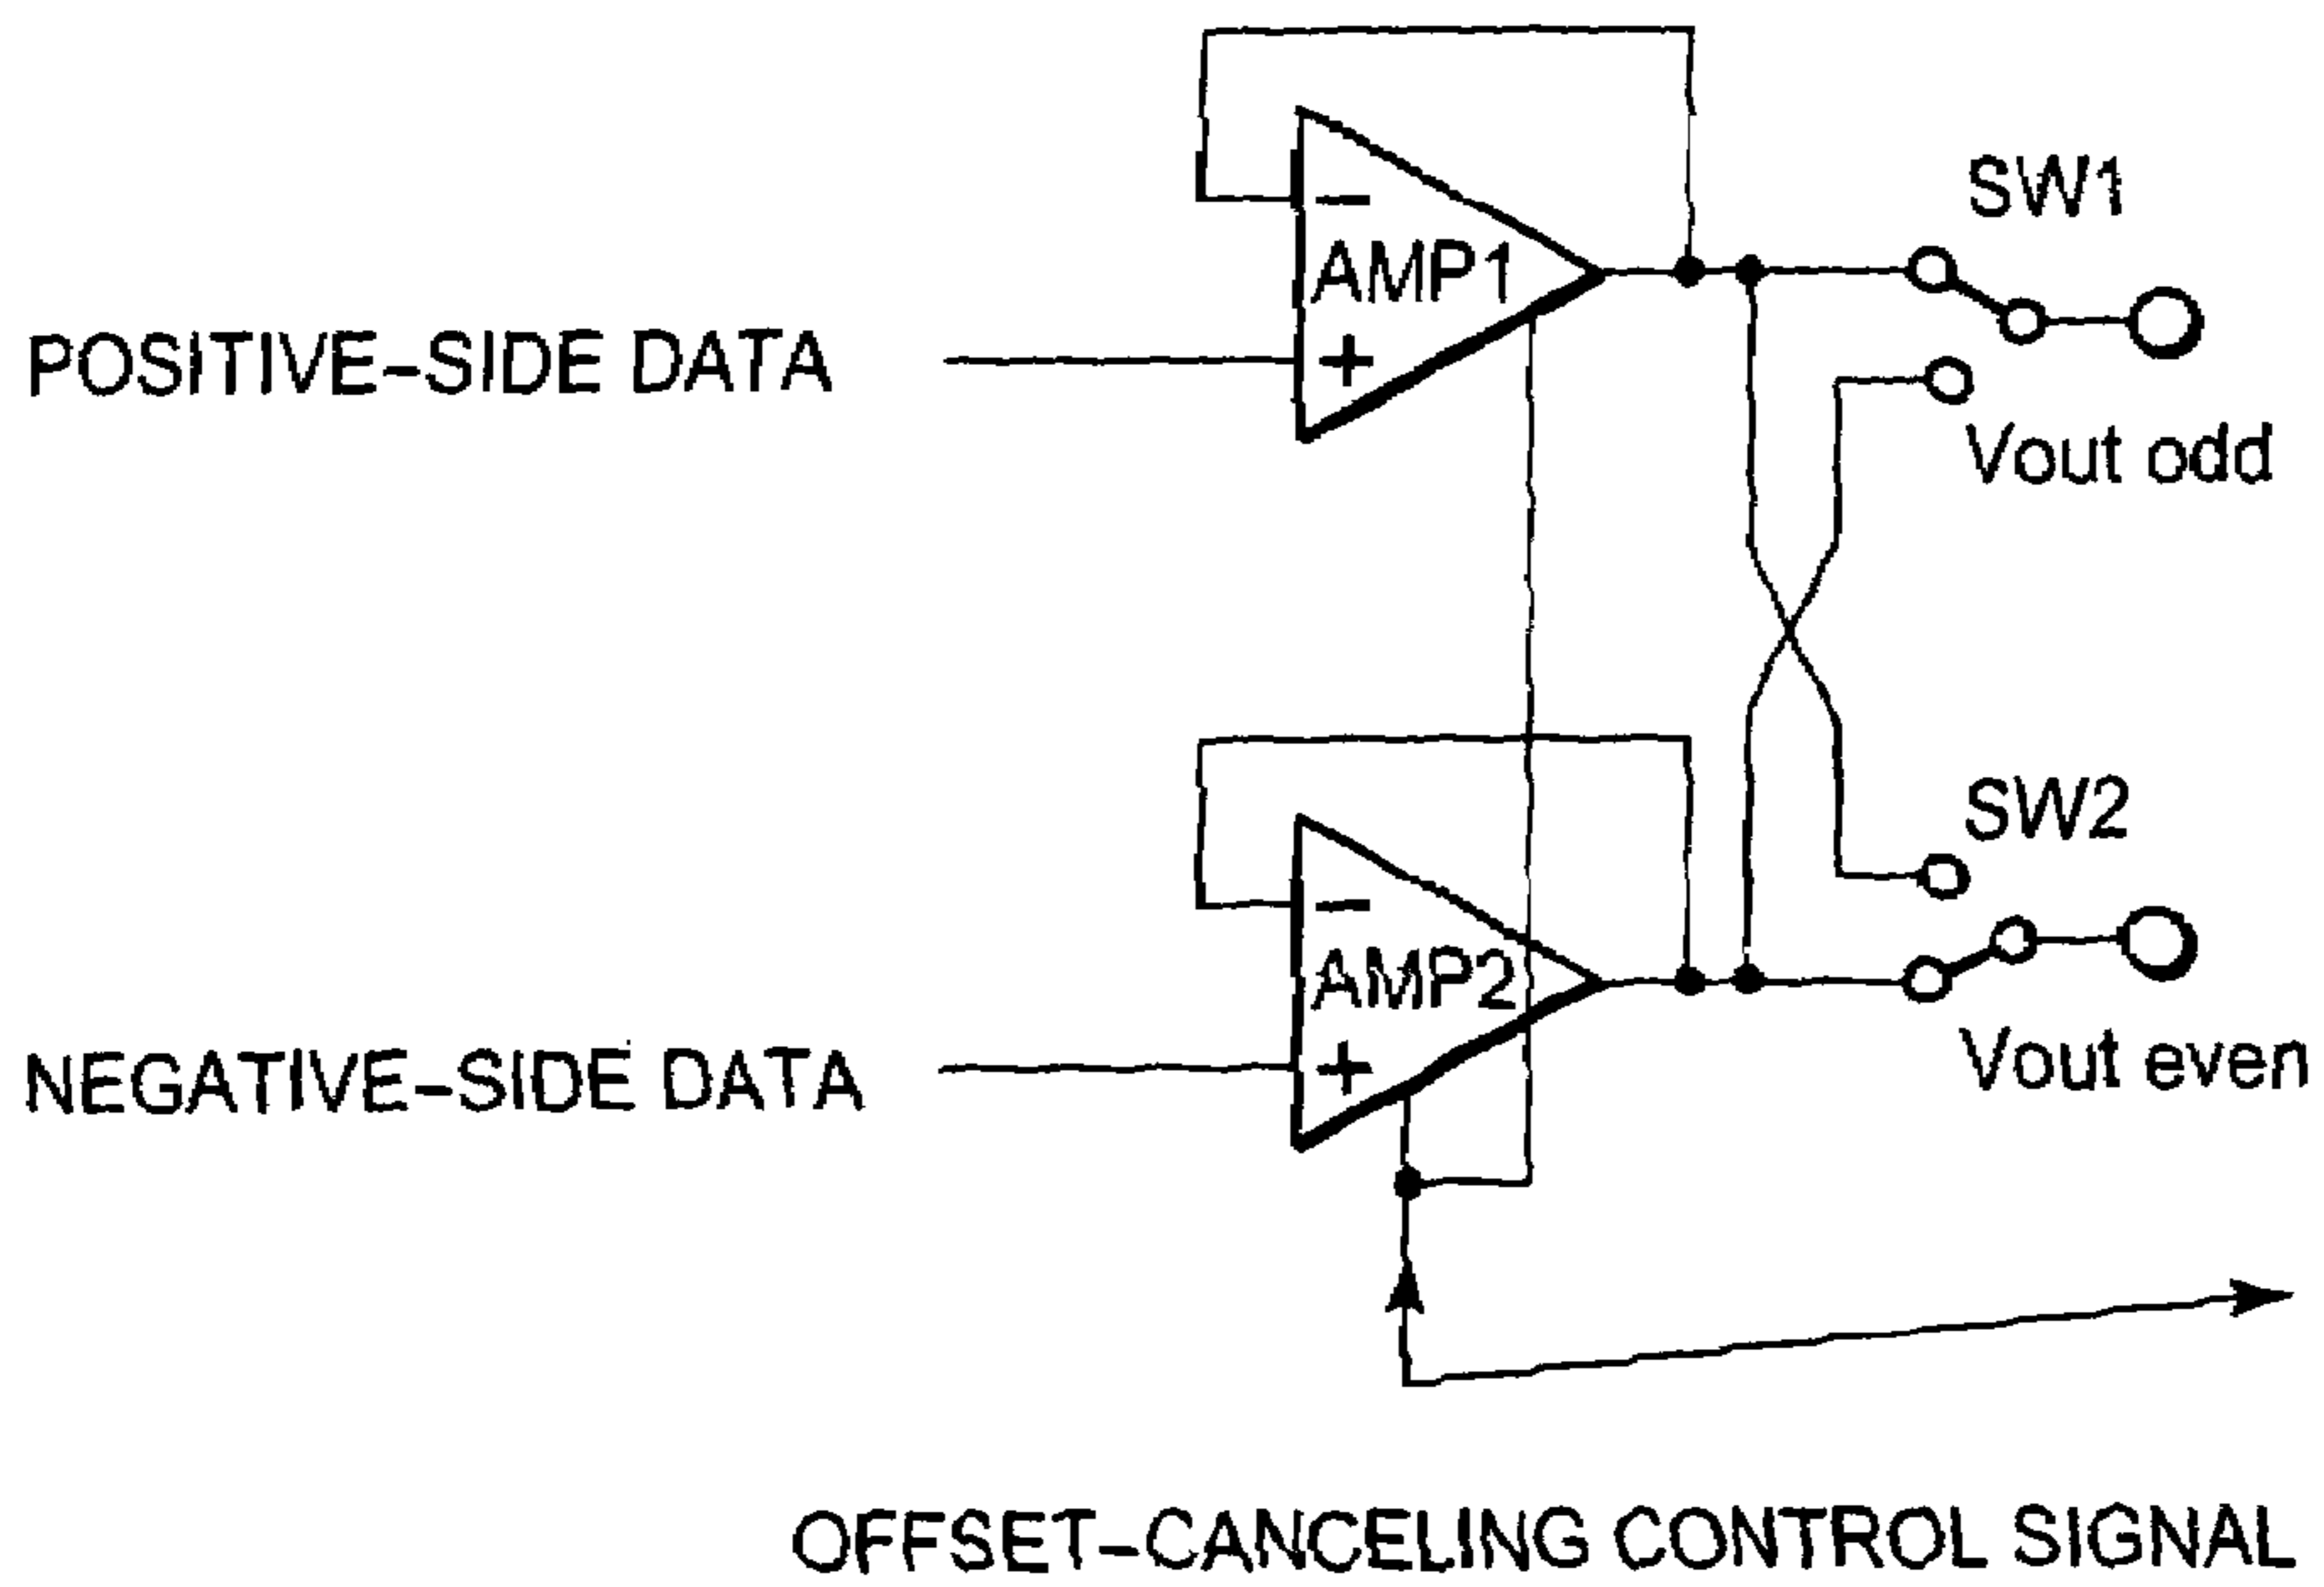 SW1
−
AMP1
+
POSITIVE–SIDE DATA
Vout odd
SW2
−
AMP2
+
NEGATIVE–SIDE DATA
Vout even
OFFSET–CANCELING CONTROL SIGNAL